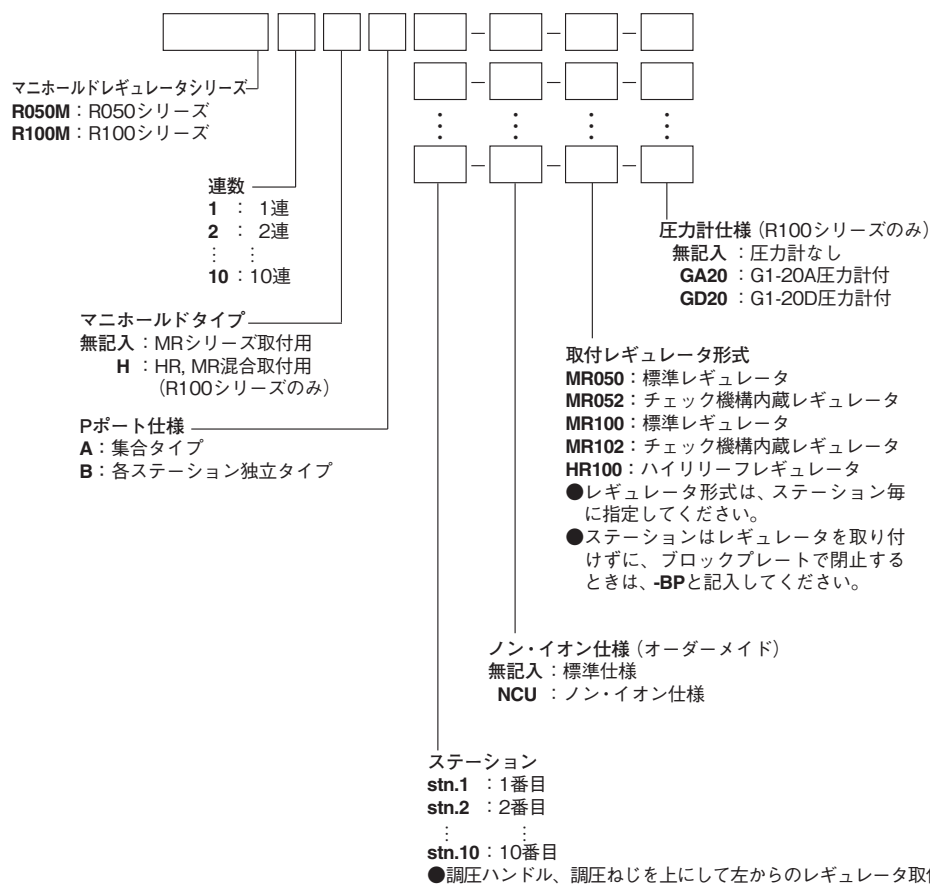 マニホールドレギュレータシリーズ
R050M：R050シリーズ
R100M：R100シリーズ
連数
1 ： 1連
2 ： 2連
⋮ ⋮
10：10連
マニホールドタイプ
無記入：MRシリーズ取付用
H ：HR, MR混合取付用
（R100シリーズのみ）
Pポート仕様
A：集合タイプ
B：各ステーション独立タイプ
圧力計仕様（R100シリーズのみ）
無記入：圧力計なし
GA20：G1-20A圧力計付
GD20：G1-20D圧力計付
取付レギュレータ形式
MR050：標準レギュレータ
MR052：チェック機構内蔵レギュレータ
MR100：標準レギュレータ
MR102：チェック機構内蔵レギュレータ
HR100：ハイリリーフレギュレータ
●レギュレータ形式は、ステーション毎
に指定してください。
●ステーションはレギュレータを取り付
けずに、ブロックプレートで閉止する
ときは、-BPと記入してください。
ノン・イオン仕様（オーダーメイド）
無記入：標準仕様
NCU ：ノン・イオン仕様
ステーション
stn.1 ：1番目
stn.2 ：2番目
⋮ ⋮
stn.10：10番目
●調圧ハンドル、調圧ねじを上にして左からのレギュレータ取